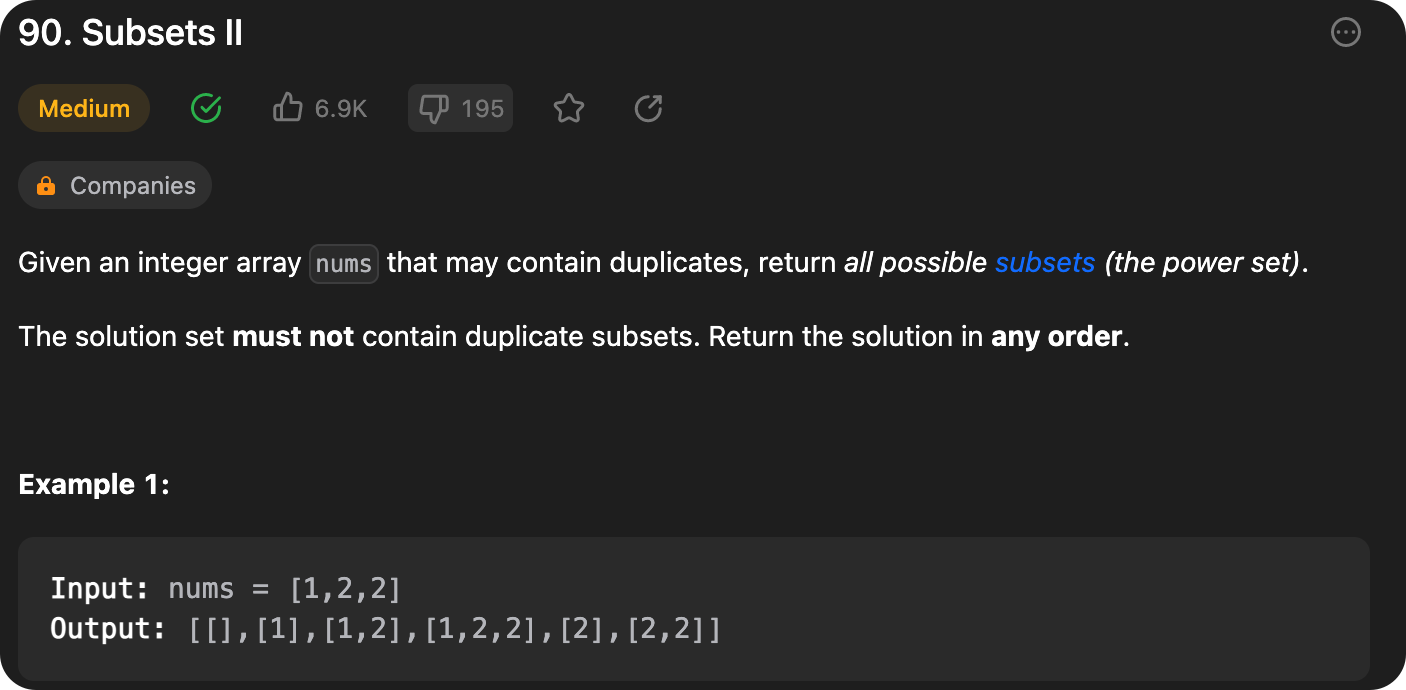 90. Subsets II
Medium 6.9K 195
Companies
Given an integer array nums that may contain duplicates, return all possible subsets (the power set).
The solution set must not contain duplicate subsets. Return the solution in any order.
Example 1:
Input: nums = [1,2,2]
Output: [[],[1],[1,2],[1,2,2],[2],[2,2]]